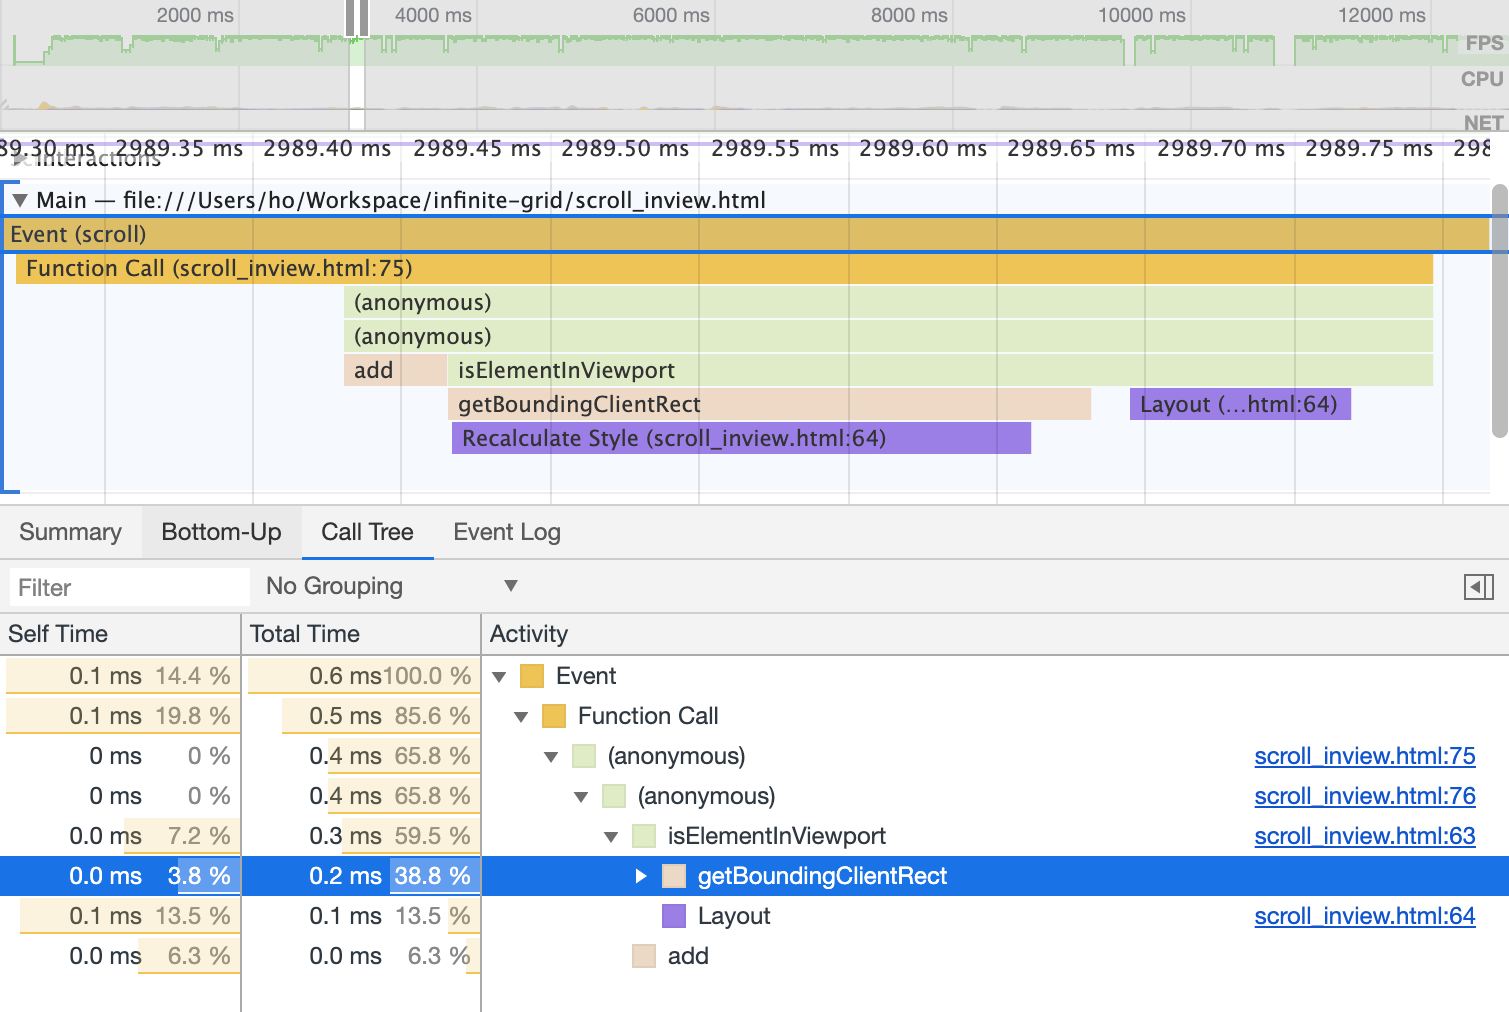 2000 ms 4000 ms 6000 ms 8000 ms 10000 ms 12000 ms
FPS
CPU
NET
89.30 ms 2989.35 ms 2989.40 ms 2989.45 ms 2989.50 ms 2989.55 ms 2989.60 ms 2989.65 ms 2989.70 ms 2989.75 ms 298
Interactions
Main — file:///Users/ho/Workspace/infinite-grid/scroll_inview.html
Event (scroll)
Function Call (scroll_inview.html:75)
(anonymous)
(anonymous)
add isElementInViewport
getBoundingClientRect Layout (…html:64)
Recalculate Style (scroll_inview.html:64)
Summary Bottom-Up Call Tree Event Log
Filter No Grouping
Self Time Total Time Activity
0.1 ms 14.4 % 0.6 ms 100.0 % Event
0.1 ms 19.8 % 0.5 ms 85.6 % Function Call
0 ms 0 % 0.4 ms 65.8 % (anonymous) scroll_inview.html:75
0 ms 0 % 0.4 ms 65.8 % (anonymous) scroll_inview.html:76
0.0 ms 7.2 % 0.3 ms 59.5 % isElementInViewport scroll_inview.html:63
0.0 ms 3.8 % 0.2 ms 38.8 % getBoundingClientRect
0.1 ms 13.5 % 0.1 ms 13.5 % Layout scroll_inview.html:64
0.0 ms 6.3 % 0.0 ms 6.3 % add